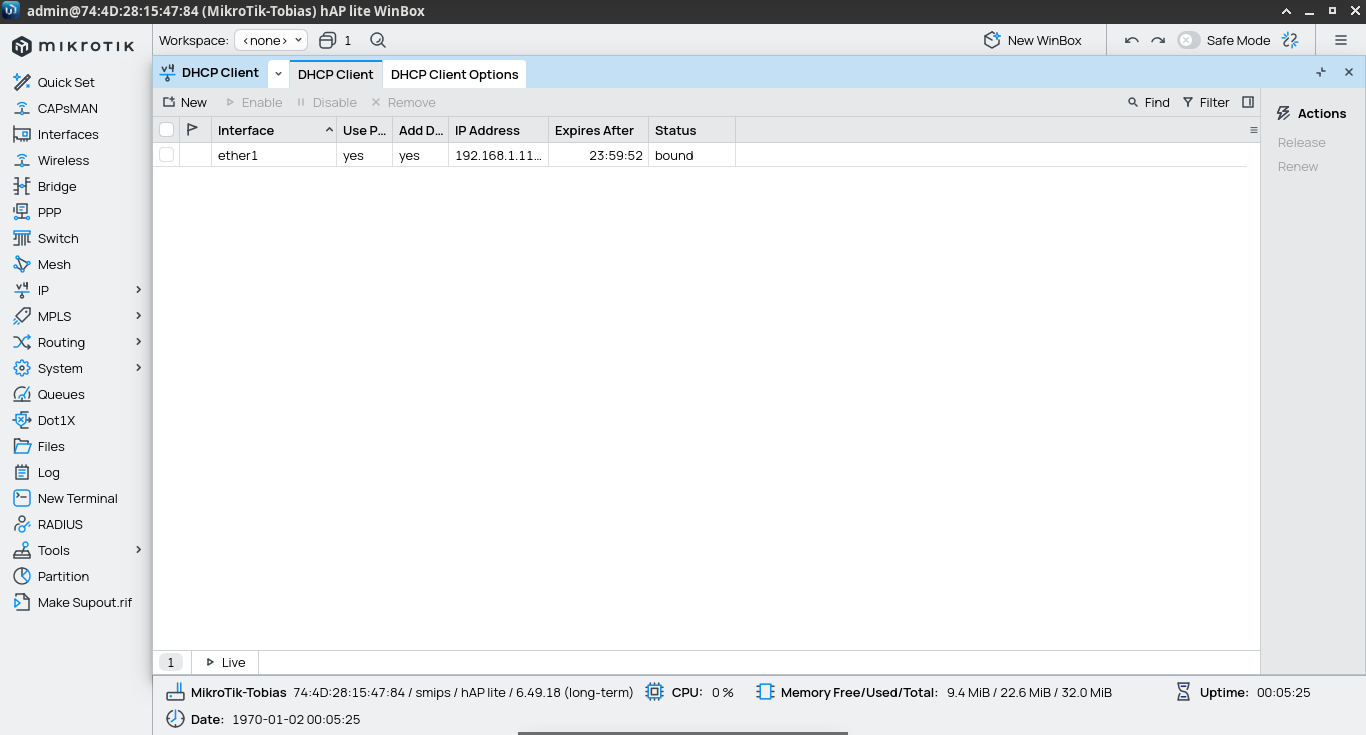 admin@74:4D:28:15:47:84 (MikroTik-Tobias) hAP lite WinBox
MIKROTIK
Workspace: <none> 1 New WinBox Safe Mode
Quick Set
CAPsMAN
Interfaces
Wireless
Bridge
PPP
Switch
Mesh
IP
MPLS
Routing
System
Queues
Dot1X
Files
Log
New Terminal
RADIUS
Tools
Partition
Make Supout.rif
v4 DHCP Client DHCP Client DHCP Client Options
New Enable Disable Remove Find Filter
Interface Use P... Add D... IP Address Expires After Status
ether1 yes yes 192.168.1.11... 23:59:52 bound
Actions
Release
Renew
1 Live
MikroTik-Tobias 74:4D:28:15:47:84 / smips / hAP lite / 6.49.18 (long-term) CPU: 0 % Memory Free/Used/Total: 9.4 MiB / 22.6 MiB / 32.0 MiB Uptime: 00:05:25
Date: 1970-01-02 00:05:25